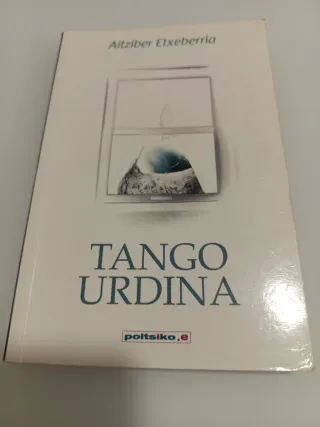 Aitziber Etxeberria
TANGO
URDINA
poltsiko.e